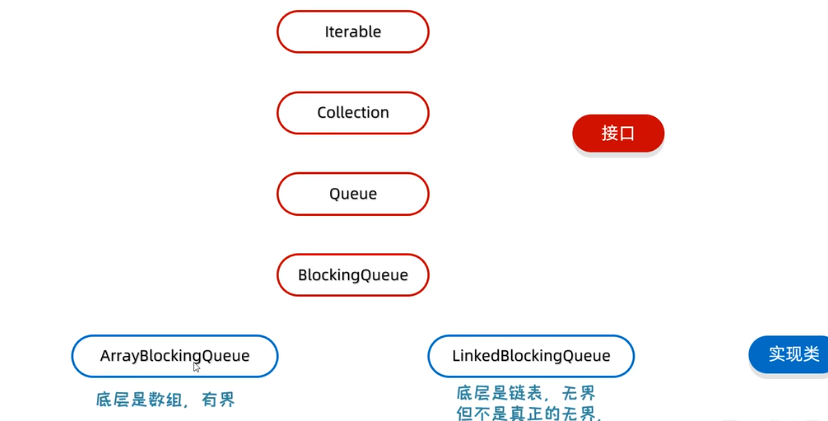 Iterable
Collection
接口
Queue
BlockingQueue
ArrayBlockingQueue
LinkedBlockingQueue
实现类
底层是数组，有界
底层是链表，无界
但不是真正的无界，